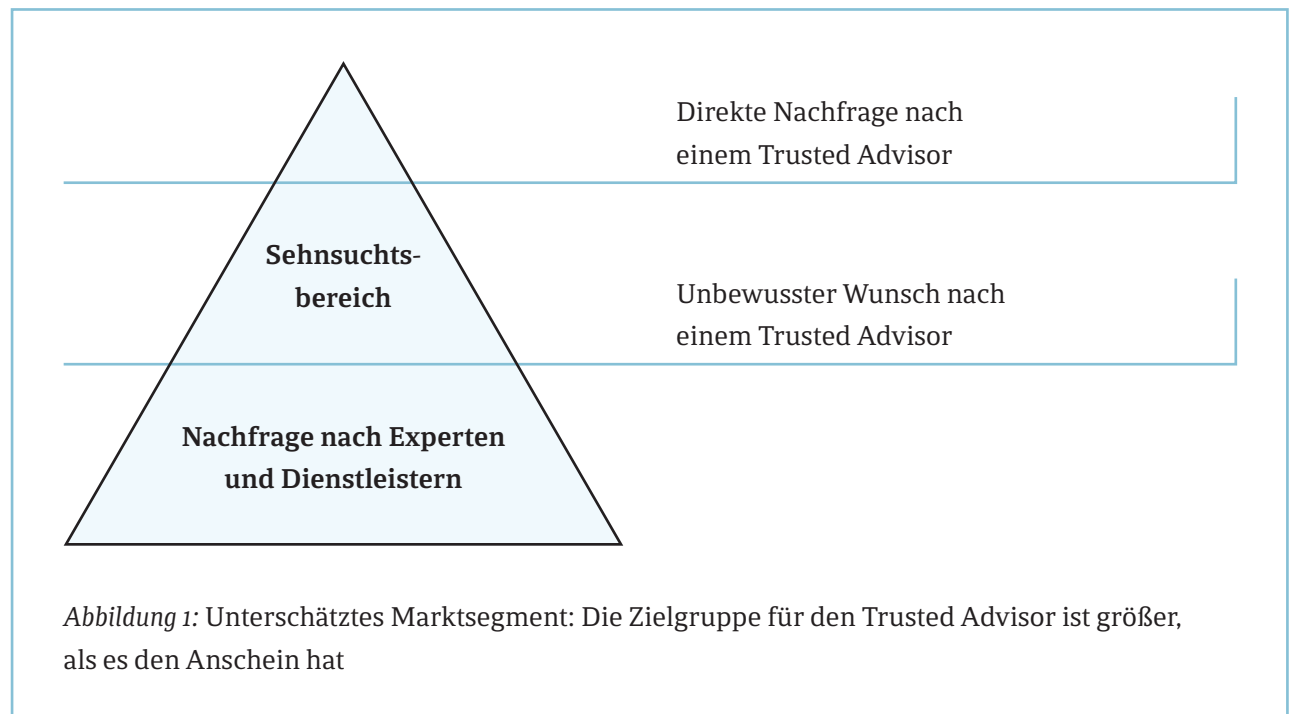 Direkte Nachfrage nach
einem Trusted Advisor
Sehnsuchts-
bereich
Unbewusster Wunsch nach
einem Trusted Advisor
Nachfrage nach Experten
und Dienstleistern
Abbildung 1: Unterschätztes Marktsegment: Die Zielgruppe für den Trusted Advisor ist größer,
als es den Anschein hat